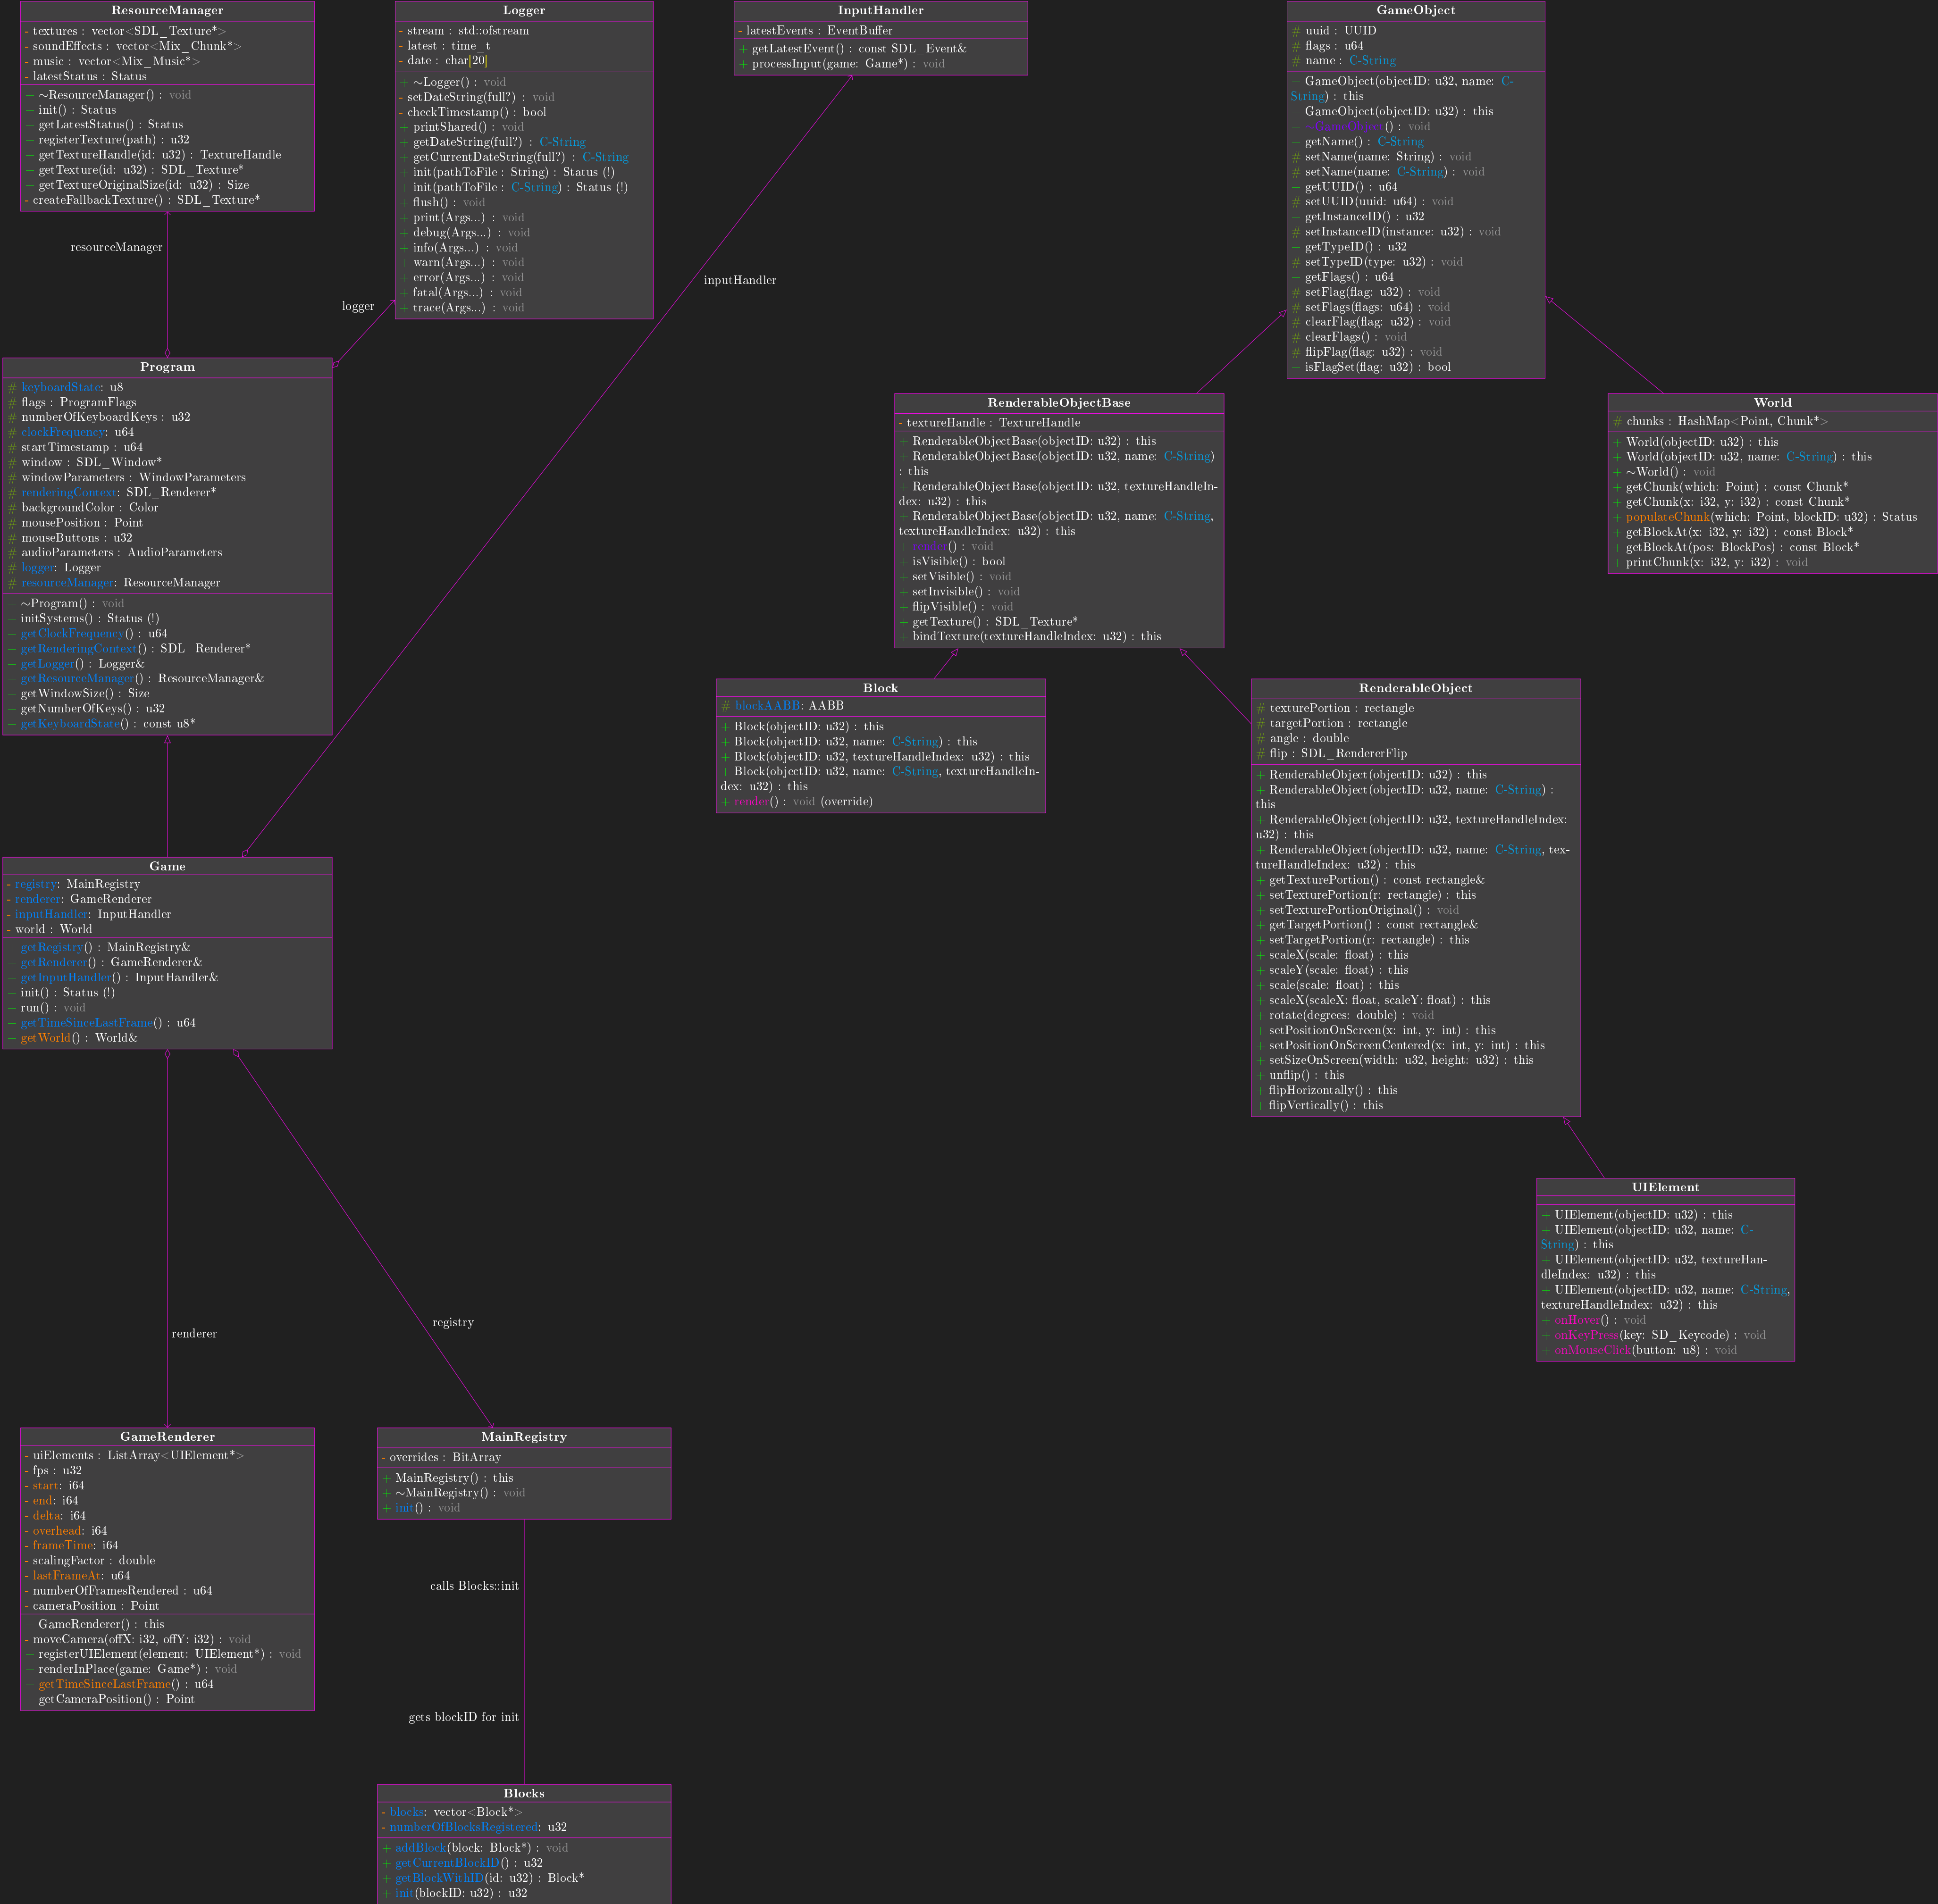 ResourceManager
- textures : vector<SDL_Texture*>
- soundEffects : vector<Mix_Chunk*>
- music : vector<Mix_Music*>
- latestStatus : Status
+ ~ResourceManager() : void
+ init() : Status
+ getLatestStatus() : Status
+ registerTexture(path) : u32
+ getTextureHandle(id: u32) : TextureHandle
+ getTexture(id: u32) : SDL_Texture*
+ getTextureOriginalSize(id: u32) : Size
- createFallbackTexture() : SDL_Texture*
Logger
- stream : std::ofstream
- latest : time_t
- date : char[20]
+ ~Logger() : void
- setDateString(full?) : void
- checkTimestamp() : bool
+ printShared() : void
+ getDateString(full?) : C-String
+ getCurrentDateString(full?) : C-String
+ init(pathToFile : String) : Status (!)
+ init(pathToFile : C-String) : Status (!)
+ flush() : void
+ print(Args...) : void
+ debug(Args...) : void
+ info(Args...) : void
+ warn(Args...) : void
+ error(Args...) : void
+ fatal(Args...) : void
+ trace(Args...) : void
InputHandler
- latestEvents : EventBuffer
+ getLatestEvent() : const SDL_Event&
+ processInput(game: Game*) : void
GameObject
# uuid : UUID
# flags : u64
# name : C-String
+ GameObject(objectID: u32, name: C-
String) : this
+ GameObject(objectID: u32) : this
+ ~GameObject() : void
+ getName() : C-String
# setName(name: String) : void
# setName(name: C-String) : void
+ getUUID() : u64
# setUUID(uuid: u64) : void
+ getInstanceID() : u32
# setInstanceID(instance: u32) : void
+ getTypeID() : u32
# setTypeID(type: u32) : void
+ getFlags() : u64
# setFlag(flag: u32) : void
# setFlags(flags: u64) : void
# clearFlag(flag: u32) : void
# clearFlags() : void
# flipFlag(flag: u32) : void
+ isFlagSet(flag: u32) : bool
resourceManager
logger
inputHandler
Program
# keyboardState: u8
# flags : ProgramFlags
# numberOfKeyboardKeys : u32
# clockFrequency: u64
# startTimestamp : u64
# window : SDL_Window*
# windowParameters : WindowParameters
# renderingContext: SDL_Renderer*
# backgroundColor : Color
# mousePosition : Point
# mouseButtons : u32
# audioParameters : AudioParameters
# logger: Logger
# resourceManager: ResourceManager
+ ~Program() : void
+ initSystems() : Status (!)
+ getClockFrequency() : u64
+ getRenderingContext() : SDL_Renderer*
+ getLogger() : Logger&
+ getResourceManager() : ResourceManager&
+ getWindowSize() : Size
+ getNumberOfKeys() : u32
+ getKeyboardState() : const u8*
RenderableObjectBase
- textureHandle : TextureHandle
+ RenderableObjectBase(objectID: u32) : this
+ RenderableObjectBase(objectID: u32, name: C-String)
: this
+ RenderableObjectBase(objectID: u32, textureHandleIn-
dex: u32) : this
+ RenderableObjectBase(objectID: u32, name: C-String,
textureHandleIndex: u32) : this
+ render() : void
+ isVisible() : bool
+ setVisible() : void
+ setInvisible() : void
+ flipVisible() : void
+ getTexture() : SDL_Texture*
+ bindTexture(textureHandleIndex: u32) : this
World
# chunks : HashMap<Point, Chunk*>
+ World(objectID: u32) : this
+ World(objectID: u32, name: C-String) : this
+ ~World() : void
+ getChunk(which: Point) : const Chunk*
+ getChunk(x: i32, y: i32) : const Chunk*
+ populateChunk(which: Point, blockID: u32) : Status
+ getBlockAt(x: i32, y: i32) : const Block*
+ getBlockAt(pos: BlockPos) : const Block*
+ printChunk(x: i32, y: i32) : void
Block
# blockAABB: AABB
+ Block(objectID: u32) : this
+ Block(objectID: u32, name: C-String) : this
+ Block(objectID: u32, textureHandleIndex: u32) : this
+ Block(objectID: u32, name: C-String, textureHandleIn-
dex: u32) : this
+ render() : void (override)
RenderableObject
# texturePortion : rectangle
# targetPortion : rectangle
# angle : double
# flip : SDL_RendererFlip
+ RenderableObject(objectID: u32) : this
+ RenderableObject(objectID: u32, name: C-String) :
this
+ RenderableObject(objectID: u32, textureHandleIndex:
u32) : this
+ RenderableObject(objectID: u32, name: C-String, tex-
tureHandleIndex: u32) : this
+ getTexturePortion() : const rectangle&
+ setTexturePortion(r: rectangle) : this
+ setTexturePortionOriginal() : void
+ getTargetPortion() : const rectangle&
+ setTargetPortion(r: rectangle) : this
+ scaleX(scale: float) : this
+ scaleY(scale: float) : this
+ scale(scale: float) : this
+ scaleX(scaleX: float, scaleY: float) : this
+ rotate(degrees: double) : void
+ setPositionOnScreen(x: int, y: int) : this
+ setPositionOnScreenCentered(x: int, y: int) : this
+ setSizeOnScreen(width: u32, height: u32) : this
+ unflip() : this
+ flipHorizontally() : this
+ flipVertically() : this
Game
- registry: MainRegistry
- renderer: GameRenderer
- inputHandler: InputHandler
- world : World
+ getRegistry() : MainRegistry&
+ getRenderer() : GameRenderer&
+ getInputHandler() : InputHandler&
+ init() : Status (!)
+ run() : void
+ getTimeSinceLastFrame() : u64
+ getWorld() : World&
UIElement
+ UIElement(objectID: u32) : this
+ UIElement(objectID: u32, name: C-
String) : this
+ UIElement(objectID: u32, textureHan-
dleIndex: u32) : this
+ UIElement(objectID: u32, name: C-String,
textureHandleIndex: u32) : this
+ onHover() : void
+ onKeyPress(key: SD_Keycode) : void
+ onMouseClick(button: u8) : void
renderer
registry
GameRenderer
- uiElements : ListArray<UIElement*>
- fps : u32
- start: i64
- end: i64
- delta: i64
- overhead: i64
- frameTime: i64
- scalingFactor : double
- lastFrameAt: u64
- numberOfFramesRendered : u64
- cameraPosition : Point
+ GameRenderer() : this
- moveCamera(offX: i32, offY: i32) : void
+ registerUIElement(element: UIElement*) : void
+ renderInPlace(game: Game*) : void
+ getTimeSinceLastFrame() : u64
+ getCameraPosition() : Point
MainRegistry
- overrides : BitArray
+ MainRegistry() : this
+ ~MainRegistry() : void
+ init() : void
calls Blocks::init
gets blockID for init
Blocks
- blocks: vector<Block*>
- numberOfBlocksRegistered: u32
+ addBlock(block: Block*) : void
+ getCurrentBlockID() : u32
+ getBlockWithID(id: u32) : Block*
+ init(blockID: u32) : u32